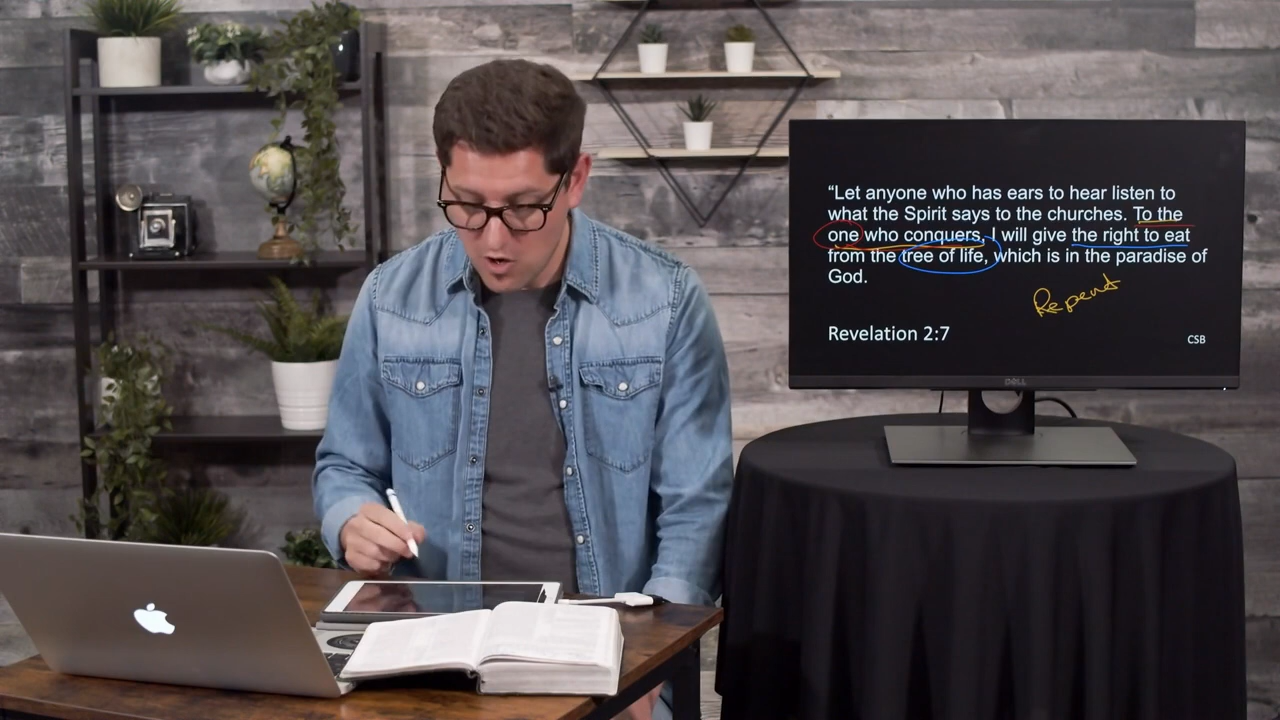 “Let anyone who has ears to hear listen to
what the Spirit says to the churches. To the
one who conquers, I will give the right to eat
from the tree of life, which is in the paradise of
God.
Repent
Revelation 2:7
CSB
DELL